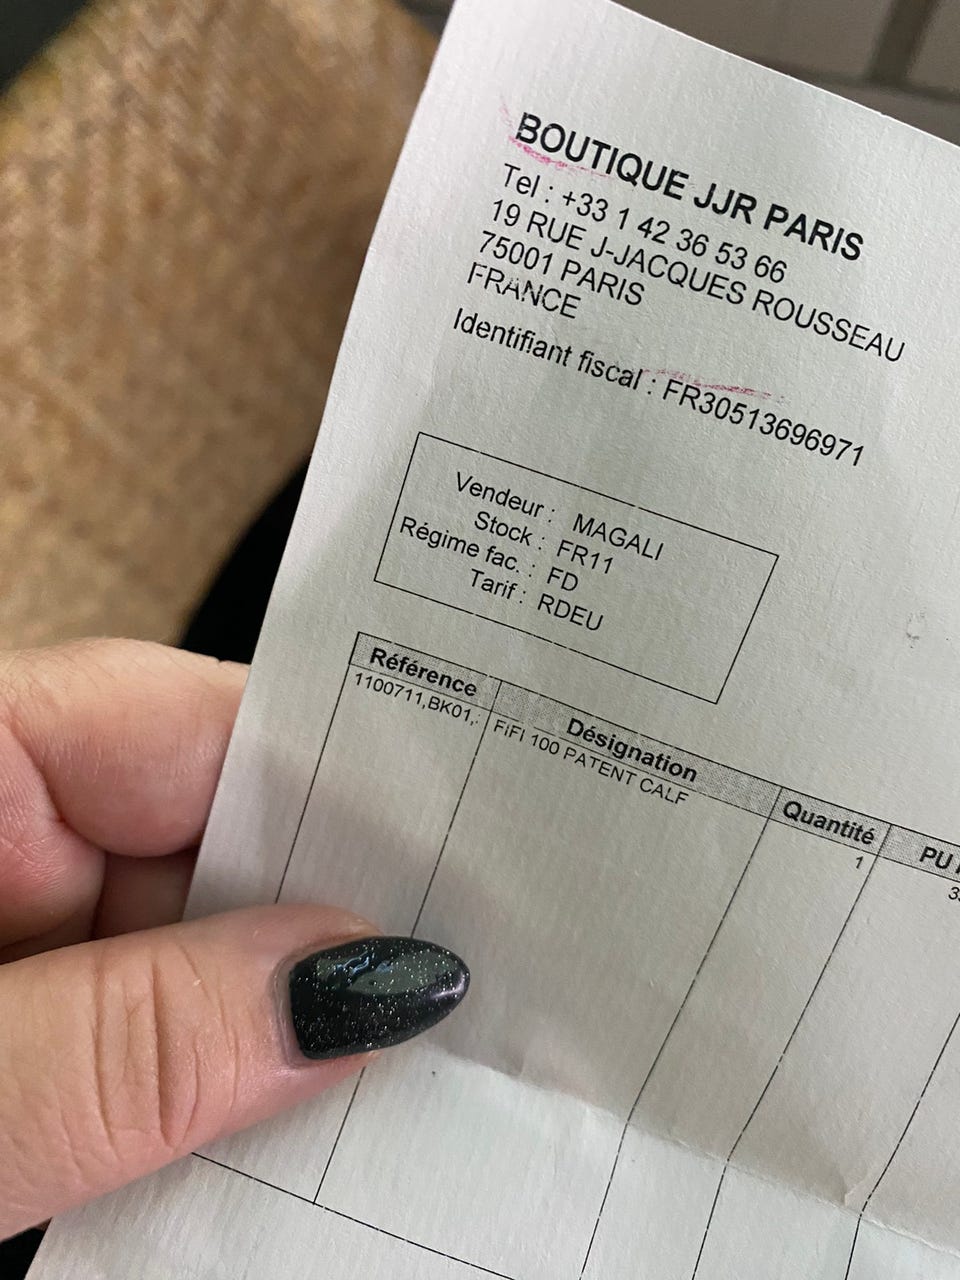 BOUTIQUE JJR PARIS
Tel : +33 1 42 36 53 66
19 RUE J-JACQUES ROUSSEAU
75001 PARIS
FRANCE
Identifiant fiscal : FR30513696971
Vendeur : MAGALI
Stock : FR11
Régime fac. : FD
Tarif : RDEU
Référence Désignation Quantité PU
1100711,BK01, FIFI 100 PATENT CALF 1